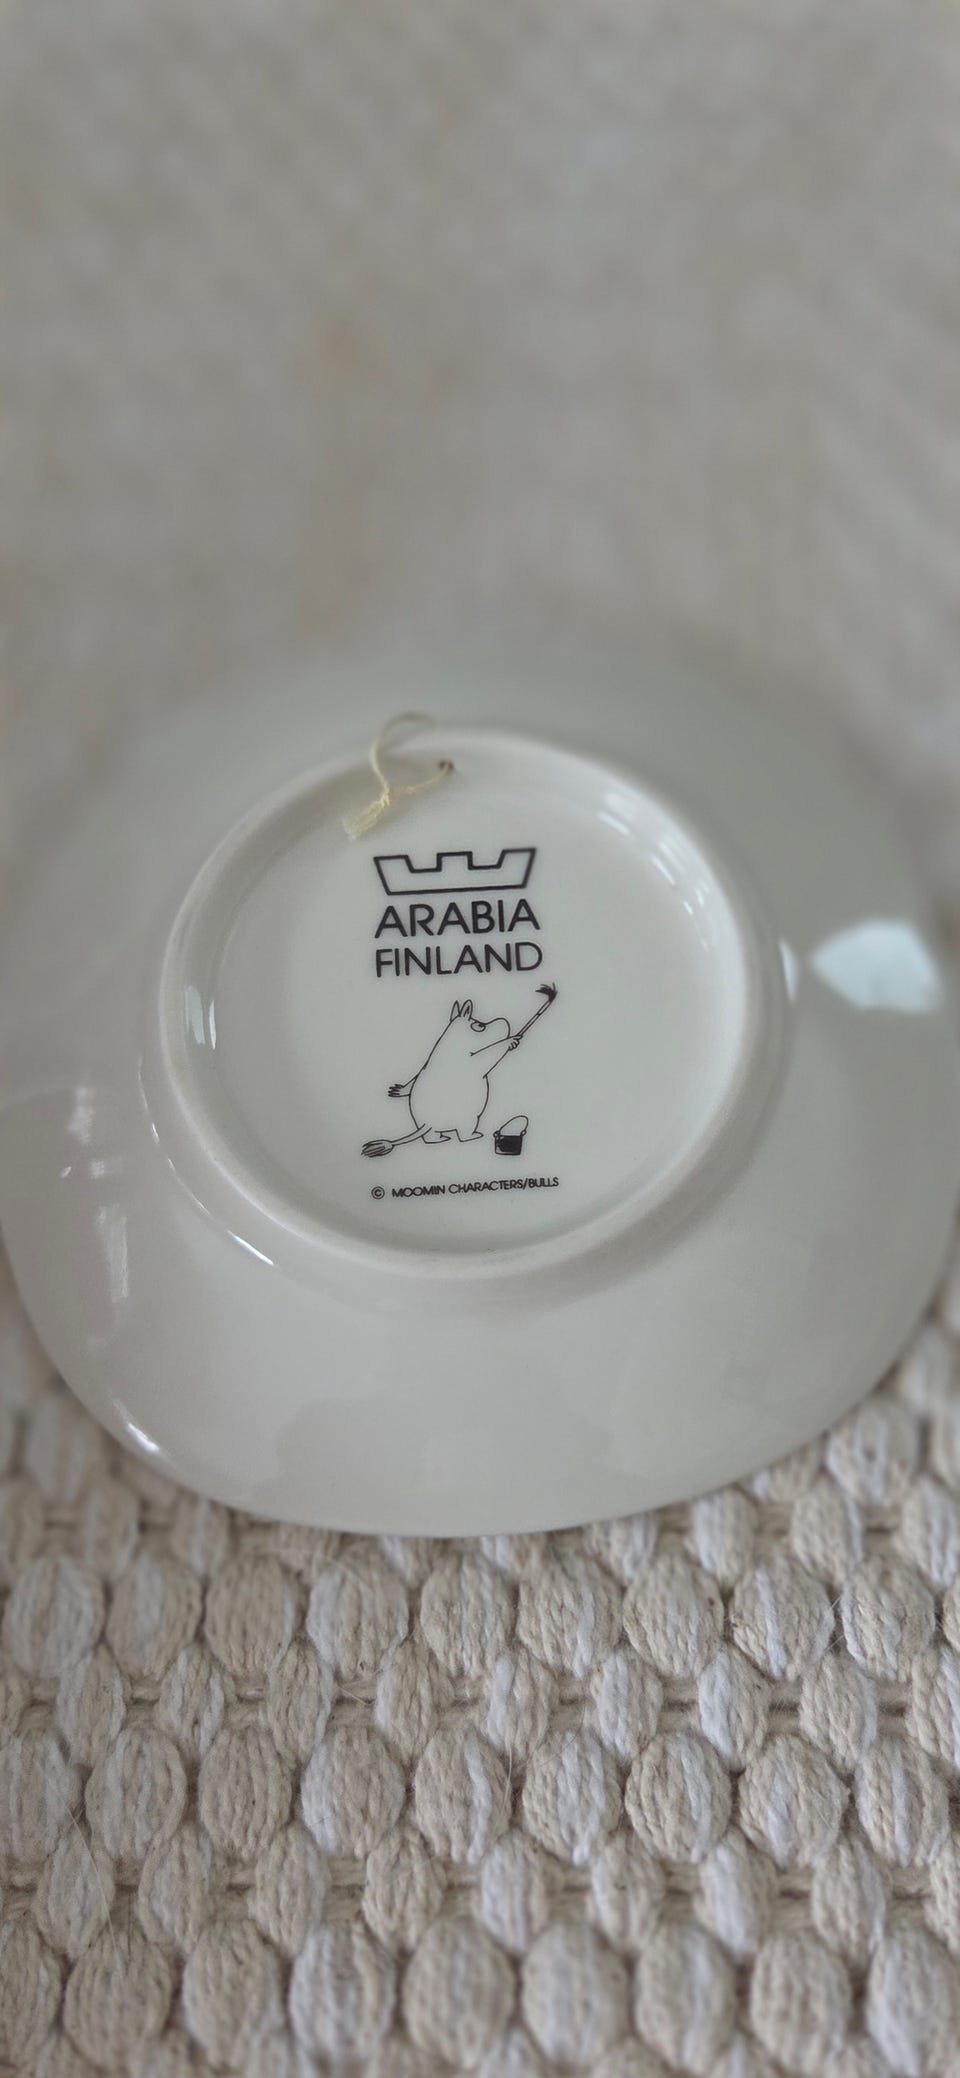 ARABIA
FINLAND
© MOOMIN CHARACTERS/BULLS